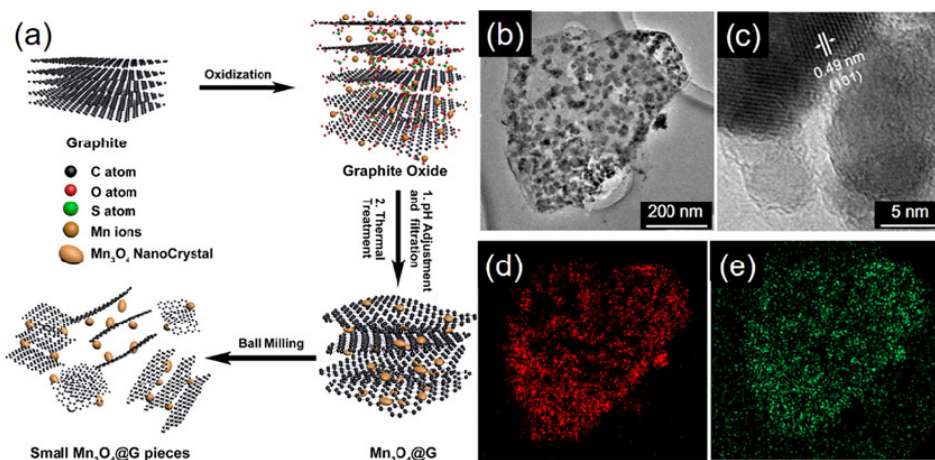 (a)
Oxidization
Graphite
Graphite Oxide
C atom
O atom
S atom
Mn ions
Mn₃O₄ NanoCrystal
1. pH Adjustment
and filtration
2. Thermal
Treatment
Ball Milling
Small Mn₃O₄@G pieces
Mn₃O₄@G
(b)
200 nm
(c)
0.49 nm
(101)
5 nm
(d)
(e)